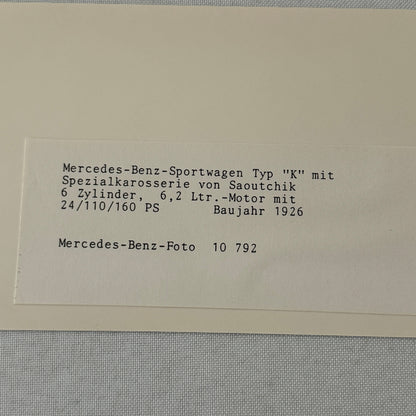 Mercedes-Benz-Sportwagen Typ "K" mit
Spezialkarosserie von Saoutchik
6 Zylinder, 6,2 Ltr.-Motor mit
24/110/160 PS Baujahr 1926
Mercedes-Benz-Foto 10 792